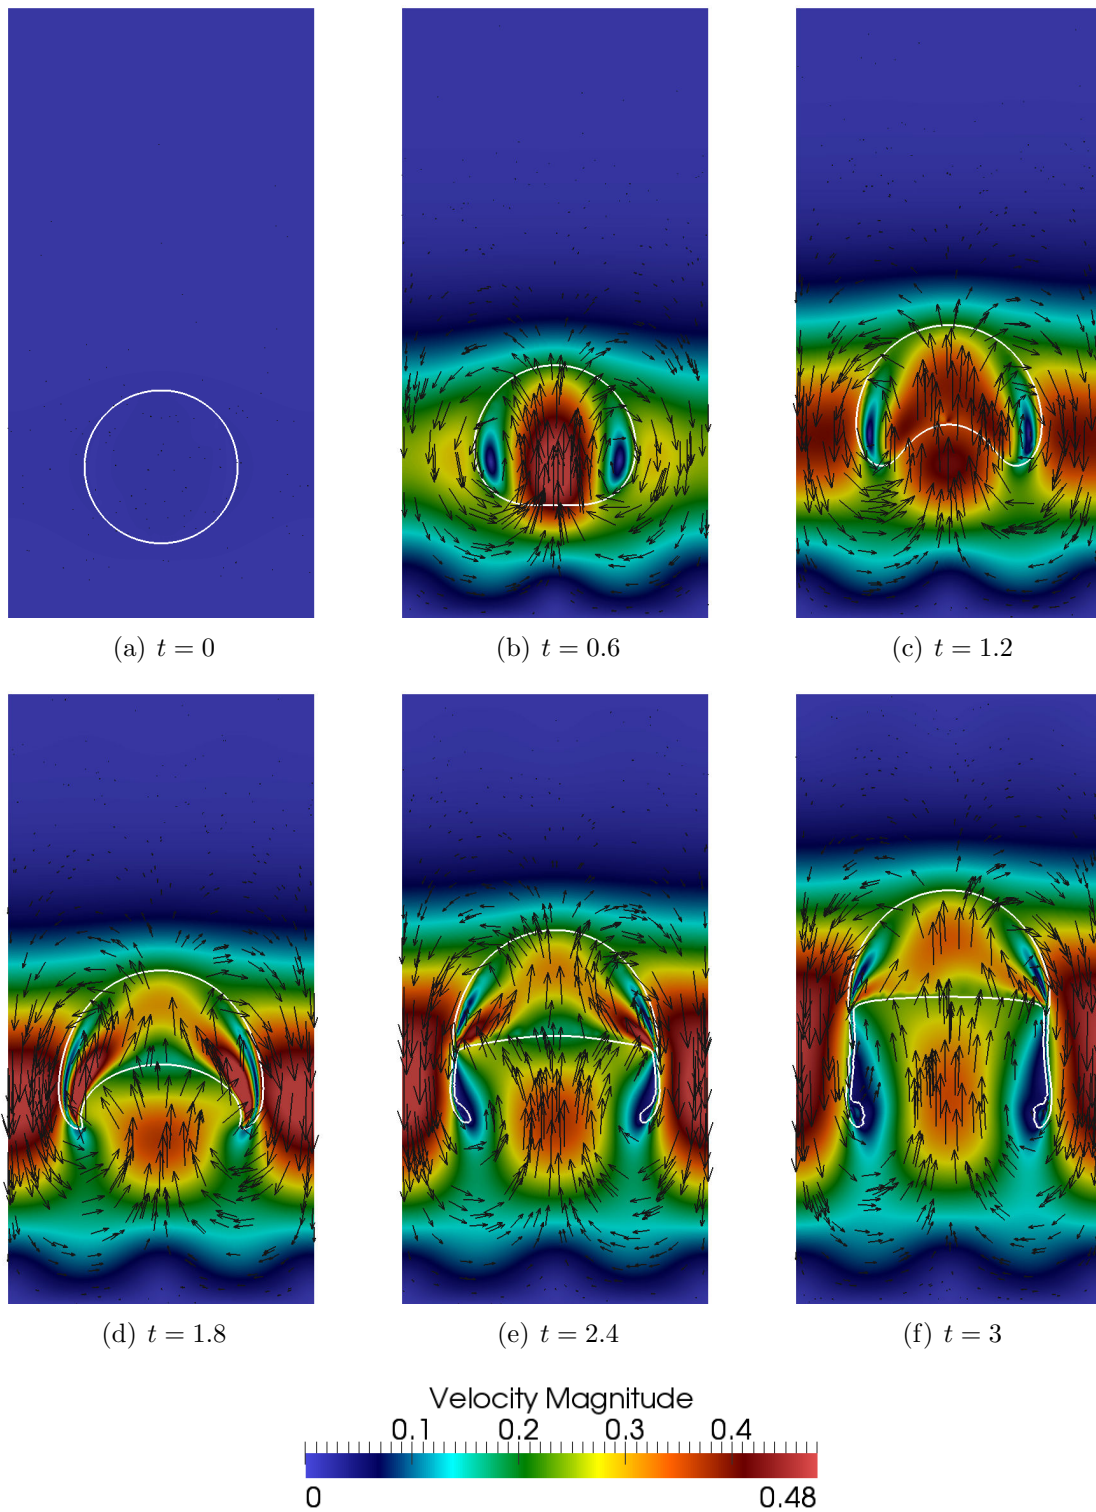 (a) t = 0
(b) t = 0.6
(c) t = 1.2
(d) t = 1.8
(e) t = 2.4
(f) t = 3
Velocity Magnitude
0.1 0.2 0.3 0.4
0 0.48